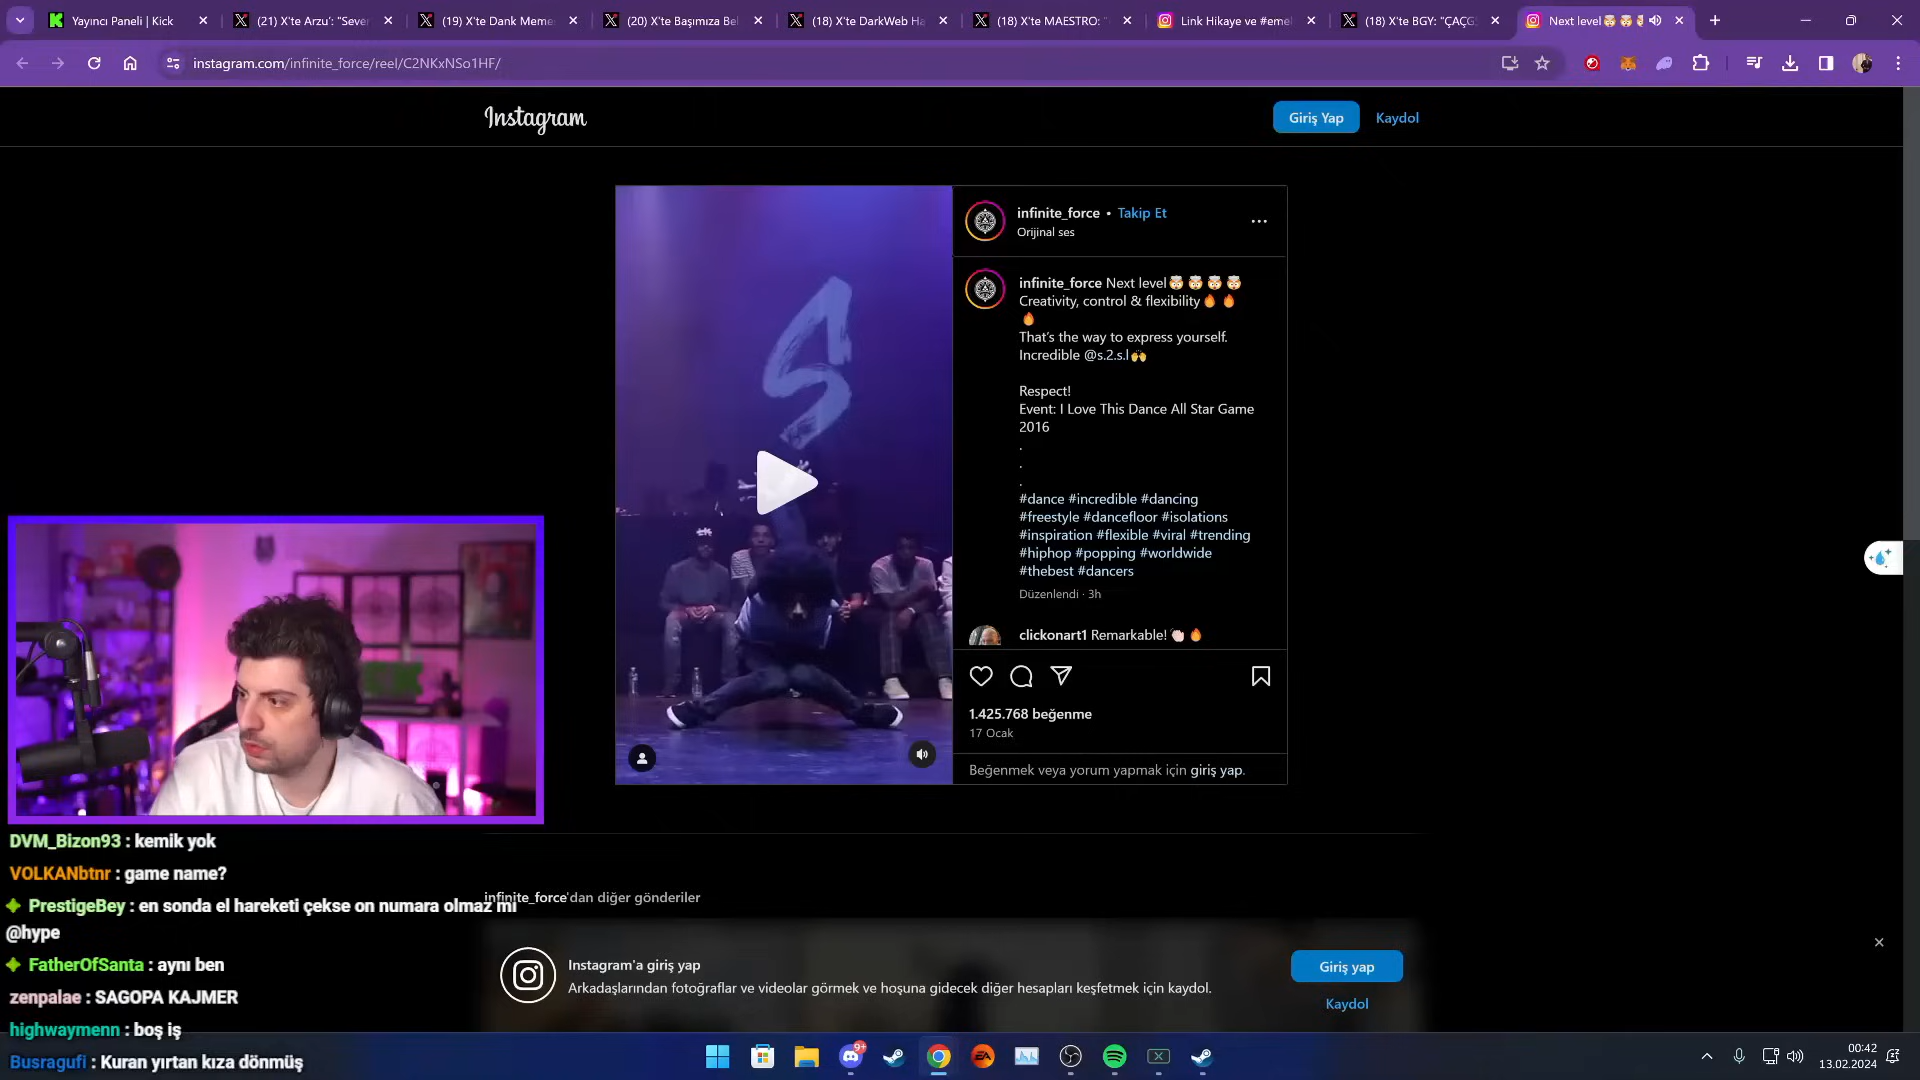 Yayıncı Paneli | Kick
(21) X'te Arzu': "Sever
(19) X'te Dank Meme
(20) X'te Başımıza Bel
(18) X'te DarkWeb Ha
(18) X'te MAESTRO: "
Link Hikaye ve #emel
(18) X'te BGY: "ÇAÇG
Next level🤯🤯
instagram.com/infinite_force/reel/C2NKxNSo1HF/
Instagram
Giriş Yap
Kaydol
S
infinite_force • Takip Et
Orijinal ses
infinite_force Next level🤯🤯🤯🤯
Creativity, control & flexibility🔥🔥
🔥
That's the way to express yourself.
Incredible @s.2.s.l🙌
Respect!
Event: I Love This Dance All Star Game
2016
.
.
.
#dance #incredible #dancing
#freestyle #dancefloor #isolations
#inspiration #flexible #viral #trending
#hiphop #popping #worldwide
#thebest #dancers
Düzenlendi · 3h
clickonart1 Remarkable!👏🏻🔥
1.425.768 beğenme
17 Ocak
Beğenmek veya yorum yapmak için giriş yap.
DVM_Bizon93 : kemik yok
VOLKANbtnr : game name?
PrestigeBey : en sonda el hareketi çekse on numara olmaz mı
@hype
FatherOfSanta : aynı ben
zenpalae : SAGOPA KAJMER
highwaymenn : boş iş
Busragufi : Kuran yırtan kıza dönmüş
infinite_force'dan diğer gönderiler
Instagram'a giriş yap
Arkadaşlarından fotoğraflar ve videolar görmek ve hoşuna gidecek diğer hesapları keşfetmek için kaydol.
Giriş yap
Kaydol
9+
EA
00:42
13.02.2024